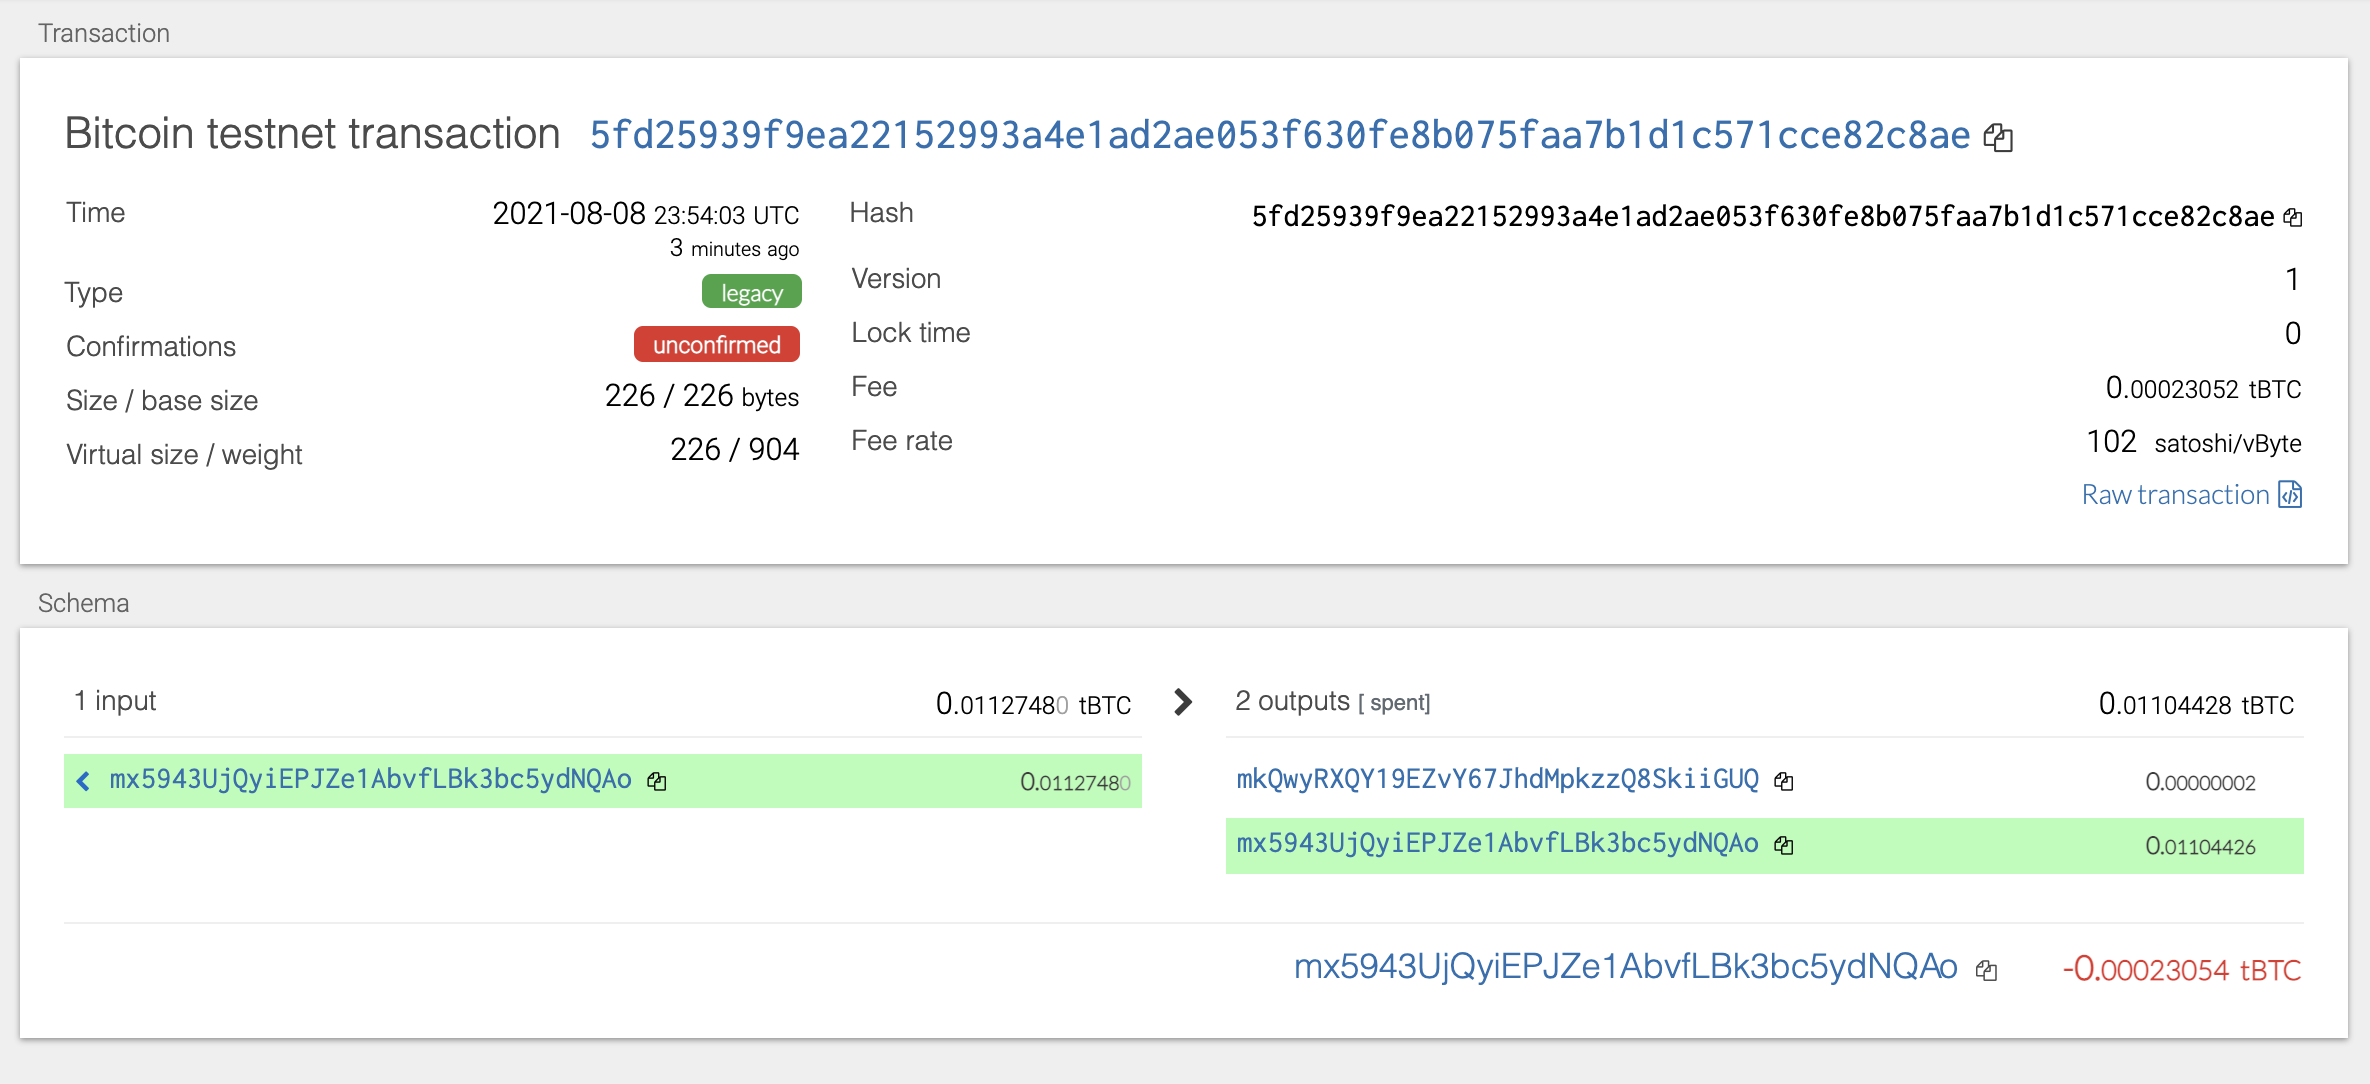 Transaction
Bitcoin testnet transaction 5fd25939f9ea22152993a4e1ad2ae053f630fe8b075faa7b1d1c571cce82c8ae
Time 2021-08-08 23:54:03 UTC
3 minutes ago
Type legacy
Confirmations unconfirmed
Size / base size 226 / 226 bytes
Virtual size / weight 226 / 904
Hash 5fd25939f9ea22152993a4e1ad2ae053f630fe8b075faa7b1d1c571cce82c8ae
Version 1
Lock time 0
Fee 0.00023052 tBTC
Fee rate 102 satoshi/vByte
Raw transaction
Schema
1 input 0.01127480 tBTC
mx5943UjQyiEPJZe1AbvfLBk3bc5ydNQAo 0.01127480
2 outputs [ spent] 0.01104428 tBTC
mkQwyRXQY19EZvY67JhdMpkzzQ8SkiiGUQ 0.00000002
mx5943UjQyiEPJZe1AbvfLBk3bc5ydNQAo 0.01104426
mx5943UjQyiEPJZe1AbvfLBk3bc5ydNQAo -0.00023054 tBTC